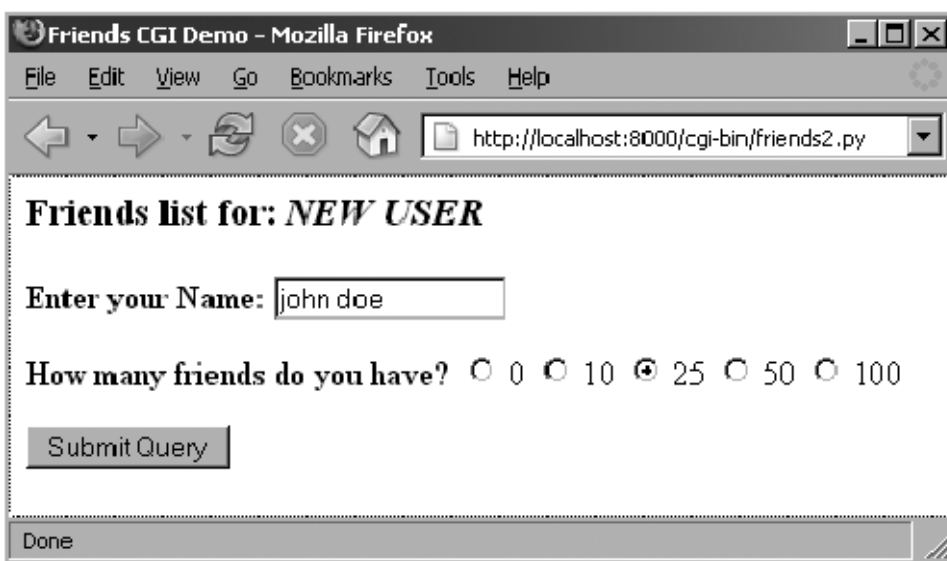 Friends CGI Demo - Mozilla Firefox
File Edit View Go Bookmarks Tools Help
http://localhost:8000/cgi-bin/friends2.py
Friends list for: NEW USER
Enter your Name: john doe
How many friends do you have? 0 10 25 50 100
Submit Query
Done